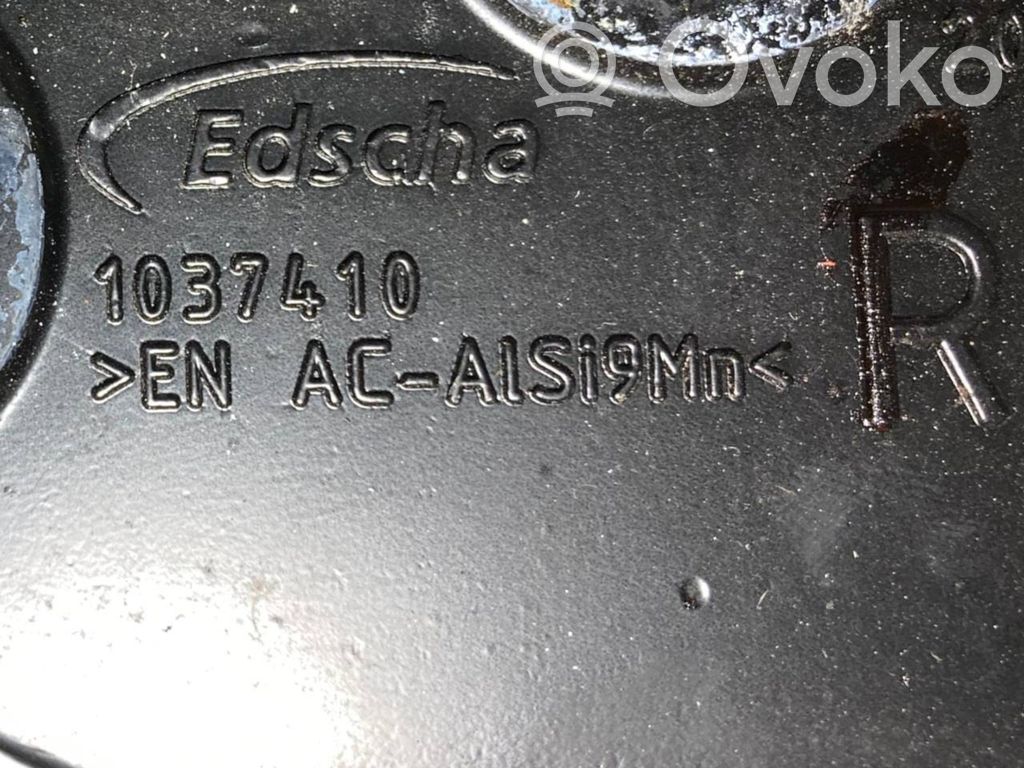 Ovoko
Edscha
R
1037410
>EN AC-AlSi9Mn<